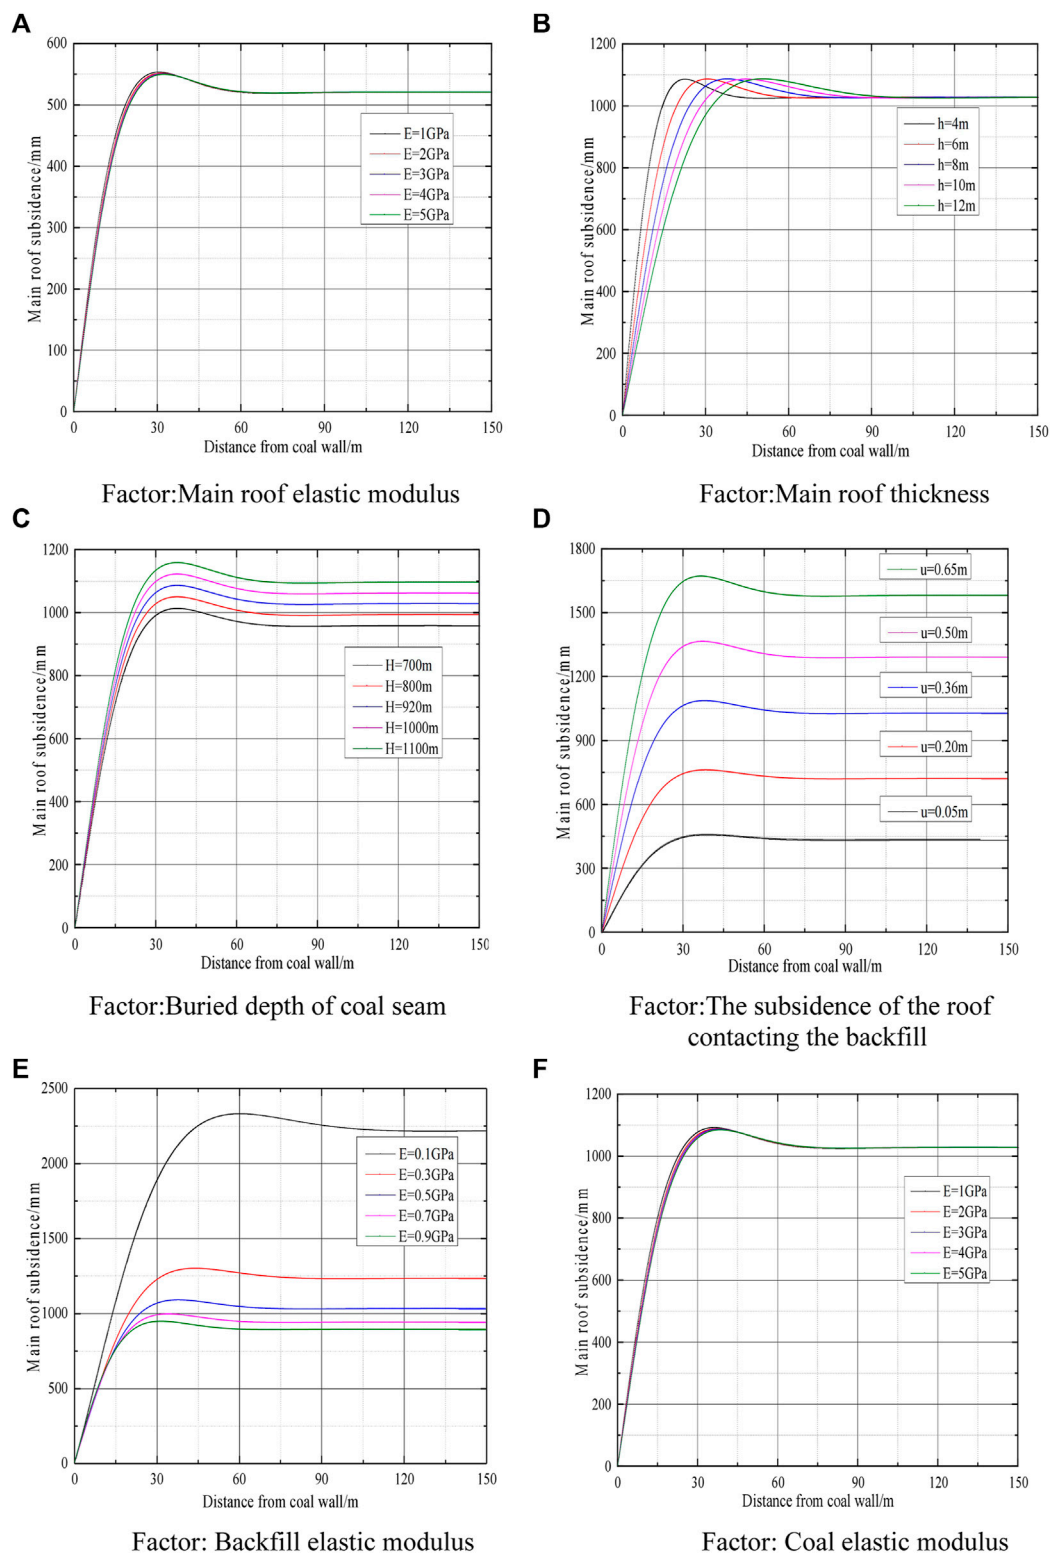 A
600
500
400
300
200
100
0
Main roof subsidence/mm
E=1GPa
E=2GPa
E=3GPa
E=4GPa
E=5GPa
0 30 60 90 120 150
Distance from coal wall/m
Factor:Main roof elastic modulus
B
1200
1000
800
600
400
200
0
Main roof subsidence/mm
h=4m
h=6m
h=8m
h=10m
h=12m
0 30 60 90 120 150
Distance from coal wall/m
Factor:Main roof thickness
C
1200
1000
800
600
400
200
0
Main roof subsidence/mm
H=700m
H=800m
H=920m
H=1000m
H=1100m
0 30 60 90 120 150
Distance from coal wall/m
Factor:Buried depth of coal seam
D
1800
1500
1200
900
600
300
0
Main roof subsidence/mm
u=0.65m
u=0.50m
u=0.36m
u=0.20m
u=0.05m
0 30 60 90 120 150
Distance from coal wall/m
Factor:The subsidence of the roof
contacting the backfill
E
2500
2250
2000
1750
1500
1250
1000
750
500
250
0
Main roof subsidence/mm
E=0.1GPa
E=0.3GPa
E=0.5GPa
E=0.7GPa
E=0.9GPa
0 30 60 90 120 150
Distance from coal wall/m
Factor: Backfill elastic modulus
F
1200
1000
800
600
400
200
0
Main roof subsidence/mm
E=1GPa
E=2GPa
E=3GPa
E=4GPa
E=5GPa
0 30 60 90 120 150
Distance from coal wall/m
Factor: Coal elastic modulus